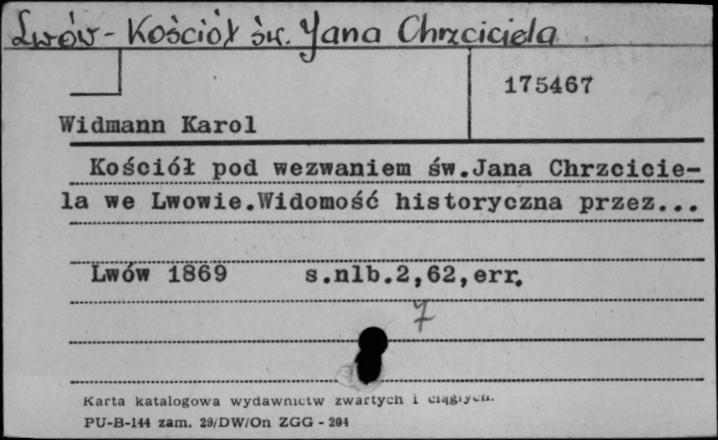 Lwów - Kościół św. Jana Chrzciciela
175467
Widmann Karol
Kościół pod wezwaniem św.Jana Chrzcicie-
la we Lwowie.Widomość historyczna przez...
Lwów 1869 s.nlb.2,62,err.
7
Karta katalogowa wydawnictw zwartych i ciągłych.
PU-B-144 zam. 29/DW/On ZGG - 204